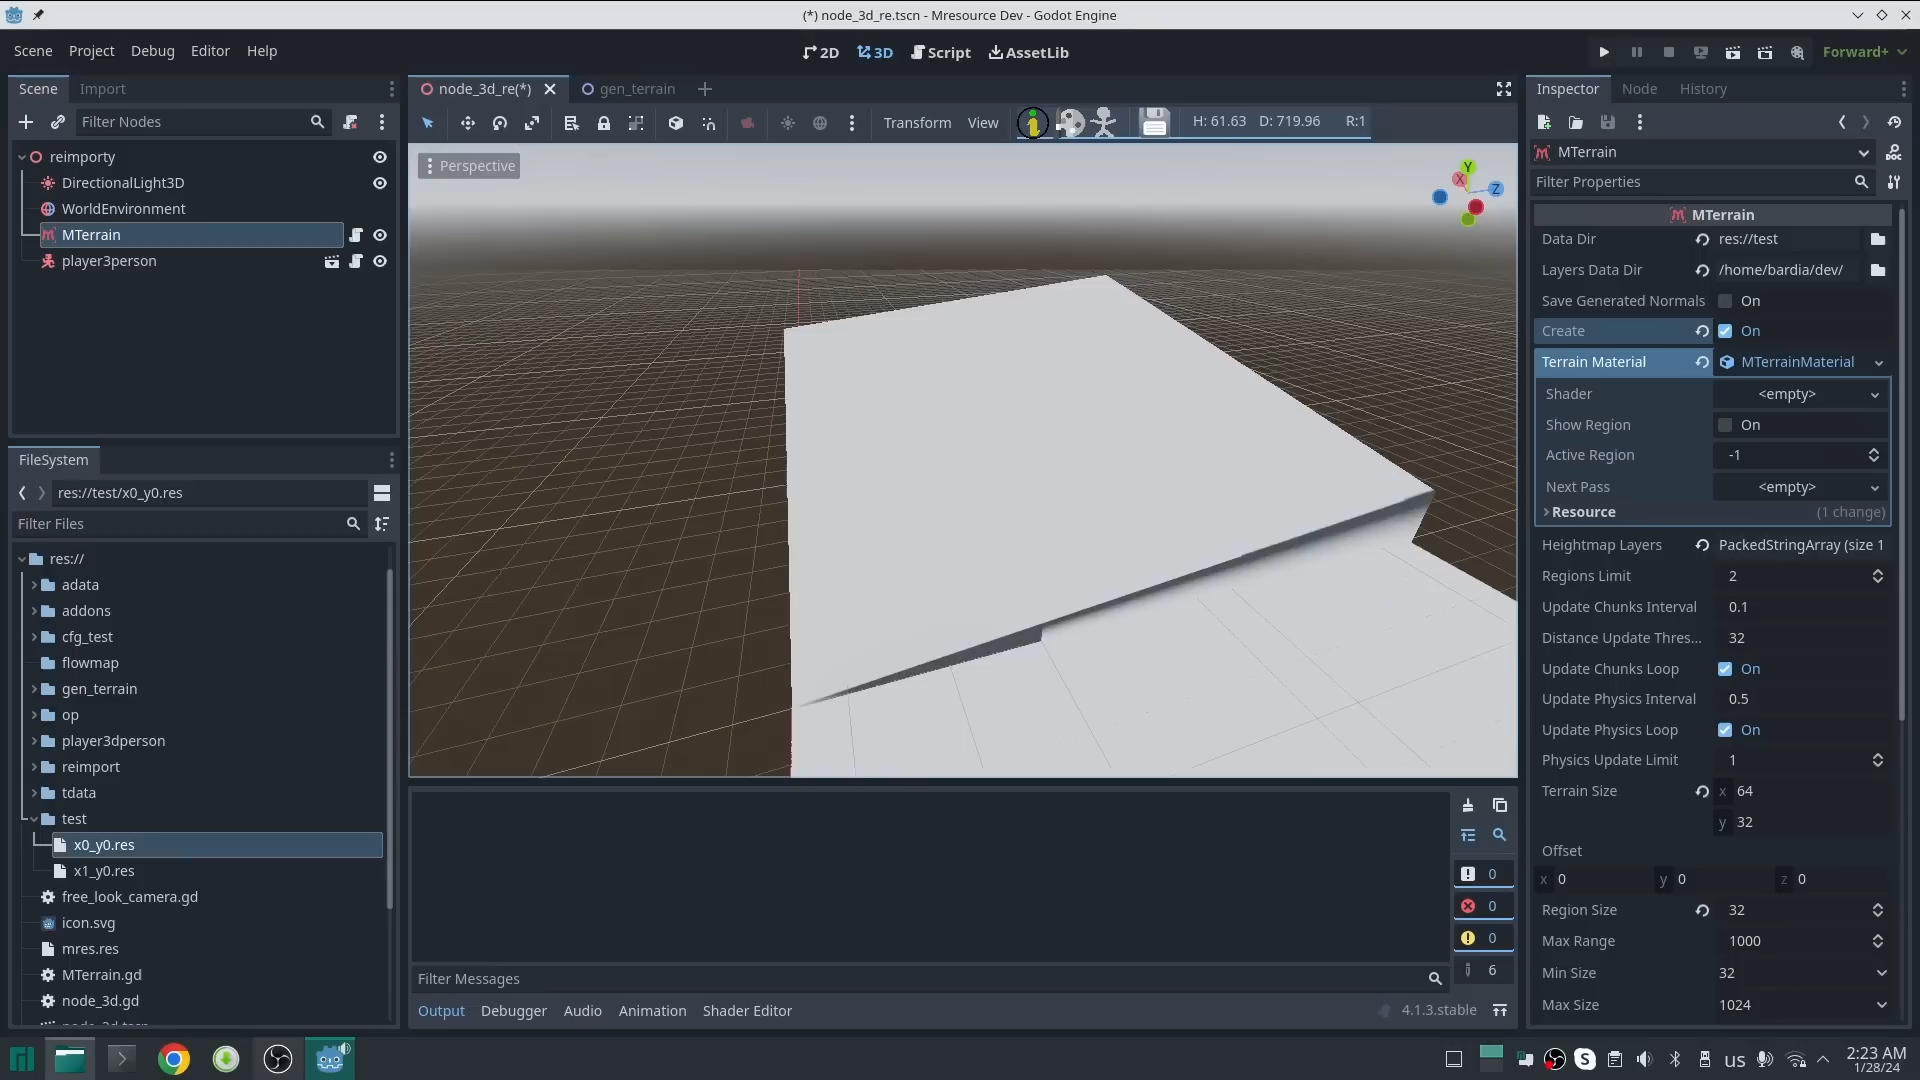 (*) node_3d_re.tscn - Mresource Dev - Godot Engine
Scene Project Debug Editor Help
2D 3D Script AssetLib
Forward+
Scene Import
Filter Nodes
reimporty
DirectionalLight3D
WorldEnvironment
MTerrain
player3person
FileSystem
res://test/x0_y0.res
Filter Files
res://
adata
addons
cfg_test
flowmap
gen_terrain
op
player3dperson
reimport
tdata
test
x0_y0.res
x1_y0.res
free_look_camera.gd
icon.svg
mres.res
MTerrain.gd
node_3d.gd
node_3d.tscn
node_3d_re(*) gen_terrain
Transform View
H: 61.63 D: 719.96 R:1
Perspective
Y
X
Z
0
0
0
6
Filter Messages
Output Debugger Audio Animation Shader Editor
4.1.3.stable
Inspector Node History
MTerrain
DOC
Filter Properties
MTerrain
Data Dir res://test
Layers Data Dir /home/bardia/dev/
Save Generated Normals On
Create On
Terrain Material MTerrainMaterial
Shader <empty>
Show Region On
Active Region -1
Next Pass <empty>
Resource (1 change)
Heightmap Layers PackedStringArray (size 1
Regions Limit 2
Update Chunks Interval 0.1
Distance Update Thres... 32
Update Chunks Loop On
Update Physics Interval 0.5
Update Physics Loop On
Physics Update Limit 1
Terrain Size x 64
y 32
Offset
x 0 y 0 z 0
Region Size 32
Max Range 1000
Min Size 32
Max Size 1024
us
2:23 AM
1/28/24